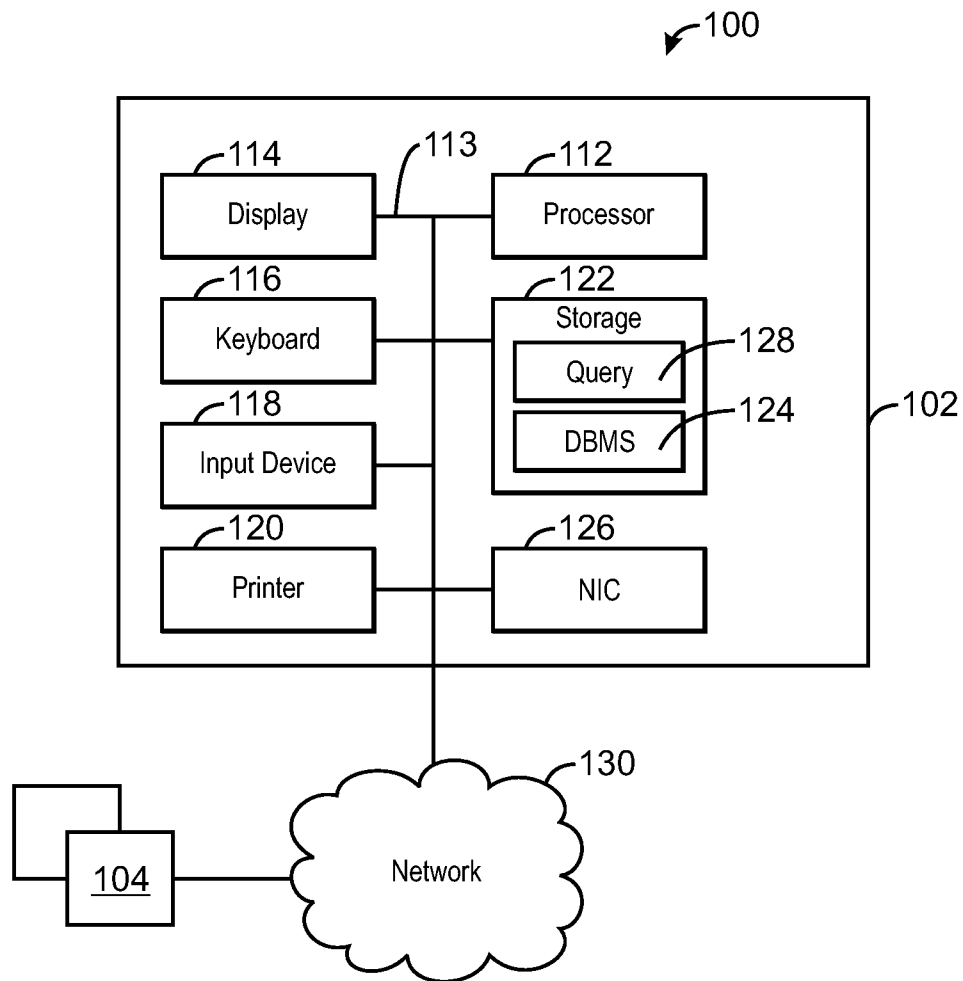 100
114
113
112
Display
Processor
116
122
Keyboard
Storage
Query
128
118
DBMS
124
102
Input Device
120
126
Printer
NIC
130
104
Network